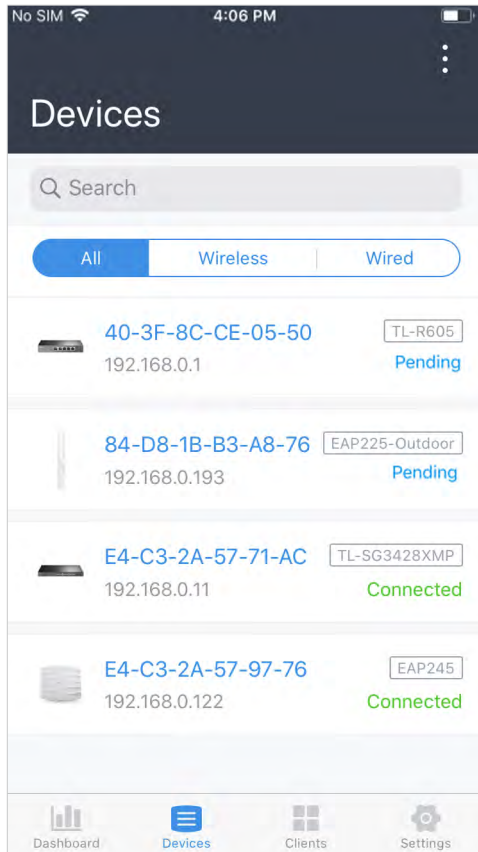 No SIM 4:06 PM
Devices
Search
All Wireless Wired
40-3F-8C-CE-05-50 TL-R605
192.168.0.1 Pending
84-D8-1B-B3-A8-76 EAP225-Outdoor
192.168.0.193 Pending
E4-C3-2A-57-71-AC TL-SG3428XMP
192.168.0.11 Connected
E4-C3-2A-57-97-76 EAP245
192.168.0.122 Connected
Dashboard Devices Clients Settings